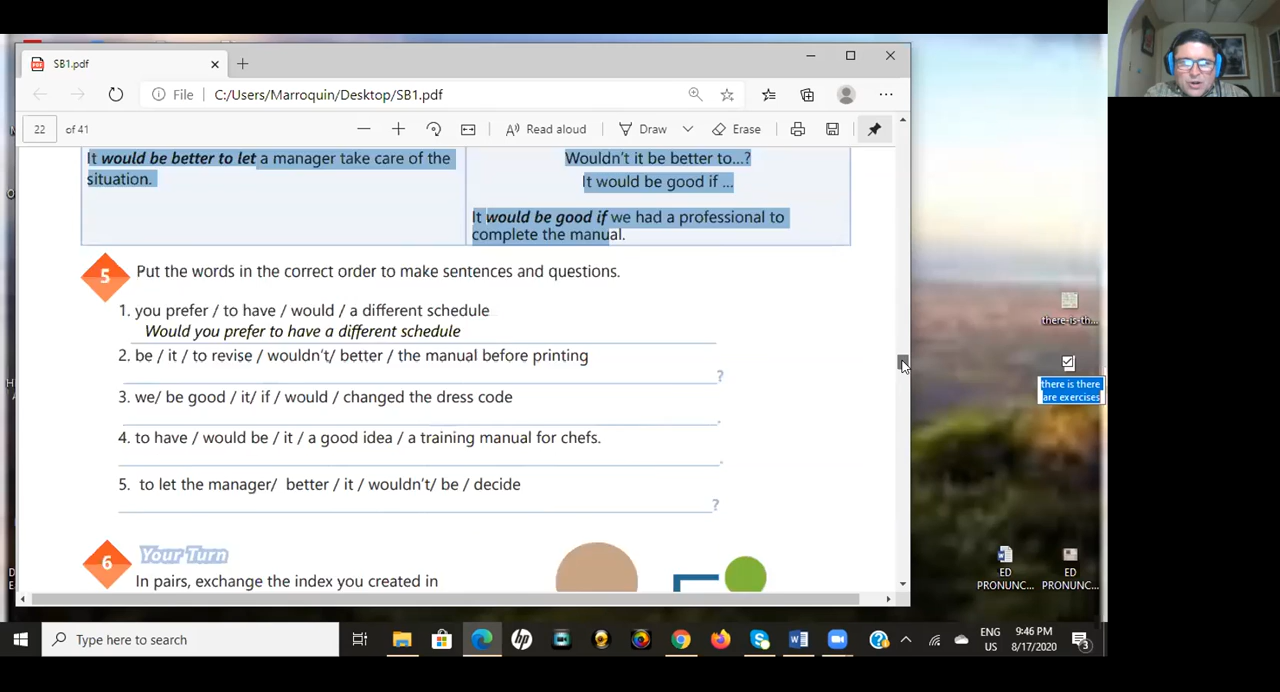 SB1.pdf
File
C:/Users/Marroquin/Desktop/SB1.pdf
22 of 41
Read aloud
Draw
Erase
It would be better to let a manager take care of the
situation.
Wouldn't it be better to...?
It would be good if ...
It would be good if we had a professional to
complete the manual.
5 Put the words in the correct order to make sentences and questions.
1. you prefer / to have / would / a different schedule
Would you prefer to have a different schedule
2. be / it / to revise / wouldn't/ better / the manual before printing
?
3. we/ be good / it/ if / would / changed the dress code
.
4. to have / would be / it / a good idea / a training manual for chefs.
.
5. to let the manager/ better / it / wouldn't/ be / decide
?
6 Your Turn
In pairs, exchange the index you created in
there-is-th...
there is there
are exercises
ED
PRONUNC...
ED
PRONUNC...
Type here to search
ENG
US
9:46 PM
8/17/2020
3